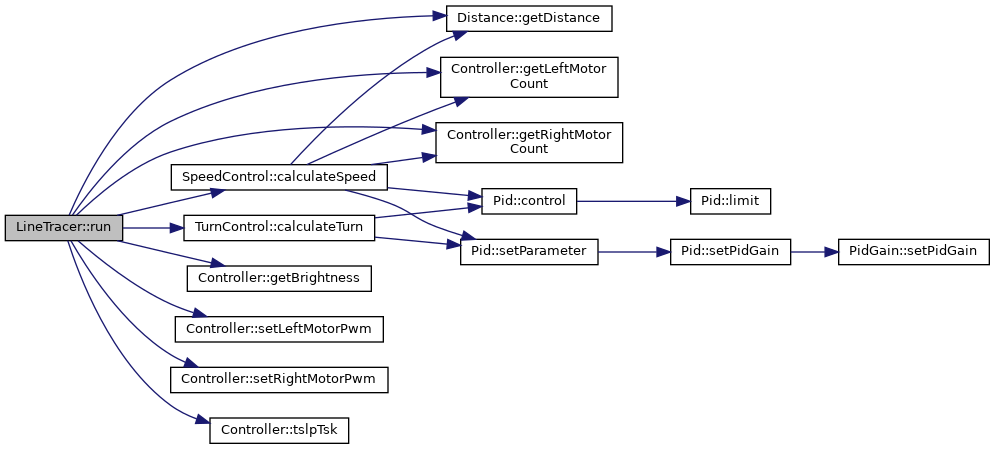 Distance::getDistance
Controller::getLeftMotor
Count
Controller::getRightMotor
Count
SpeedControl::calculateSpeed
Pid::control
Pid::limit
LineTracer::run
TurnControl::calculateTurn
Pid::setParameter
Pid::setPidGain
PidGain::setPidGain
Controller::getBrightness
Controller::setLeftMotorPwm
Controller::setRightMotorPwm
Controller::tslpTsk